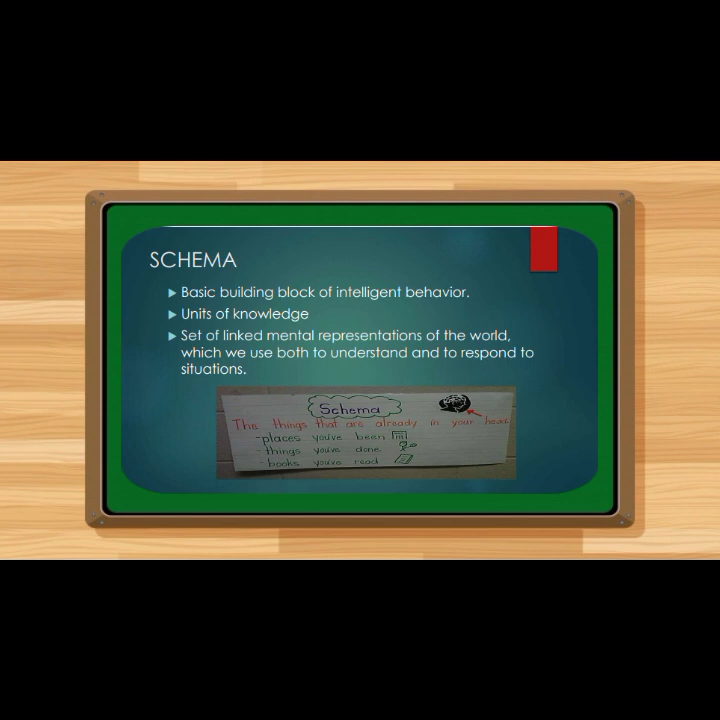 SCHEMA
Basic building block of intelligent behavior.
Units of knowledge
Set of linked mental representations of the world,
which we use both to understand and to respond to
situations.
Schema
The things that are already in your head.
-places you've been
-things you've done
-books you've read